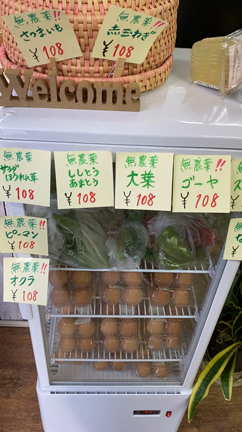 無農薬!!
さつまいも
¥108
無農薬!!
赤玉ねぎ
¥108
Welcome
無農薬
サラダ
ほうれん草
¥108
無農薬
ししとう
あまとう
¥108
無農薬
大葉
¥108
無農薬!!
ゴーヤ
¥108
無農薬!!
ピーマン
¥108
無農薬
オクラ
¥108